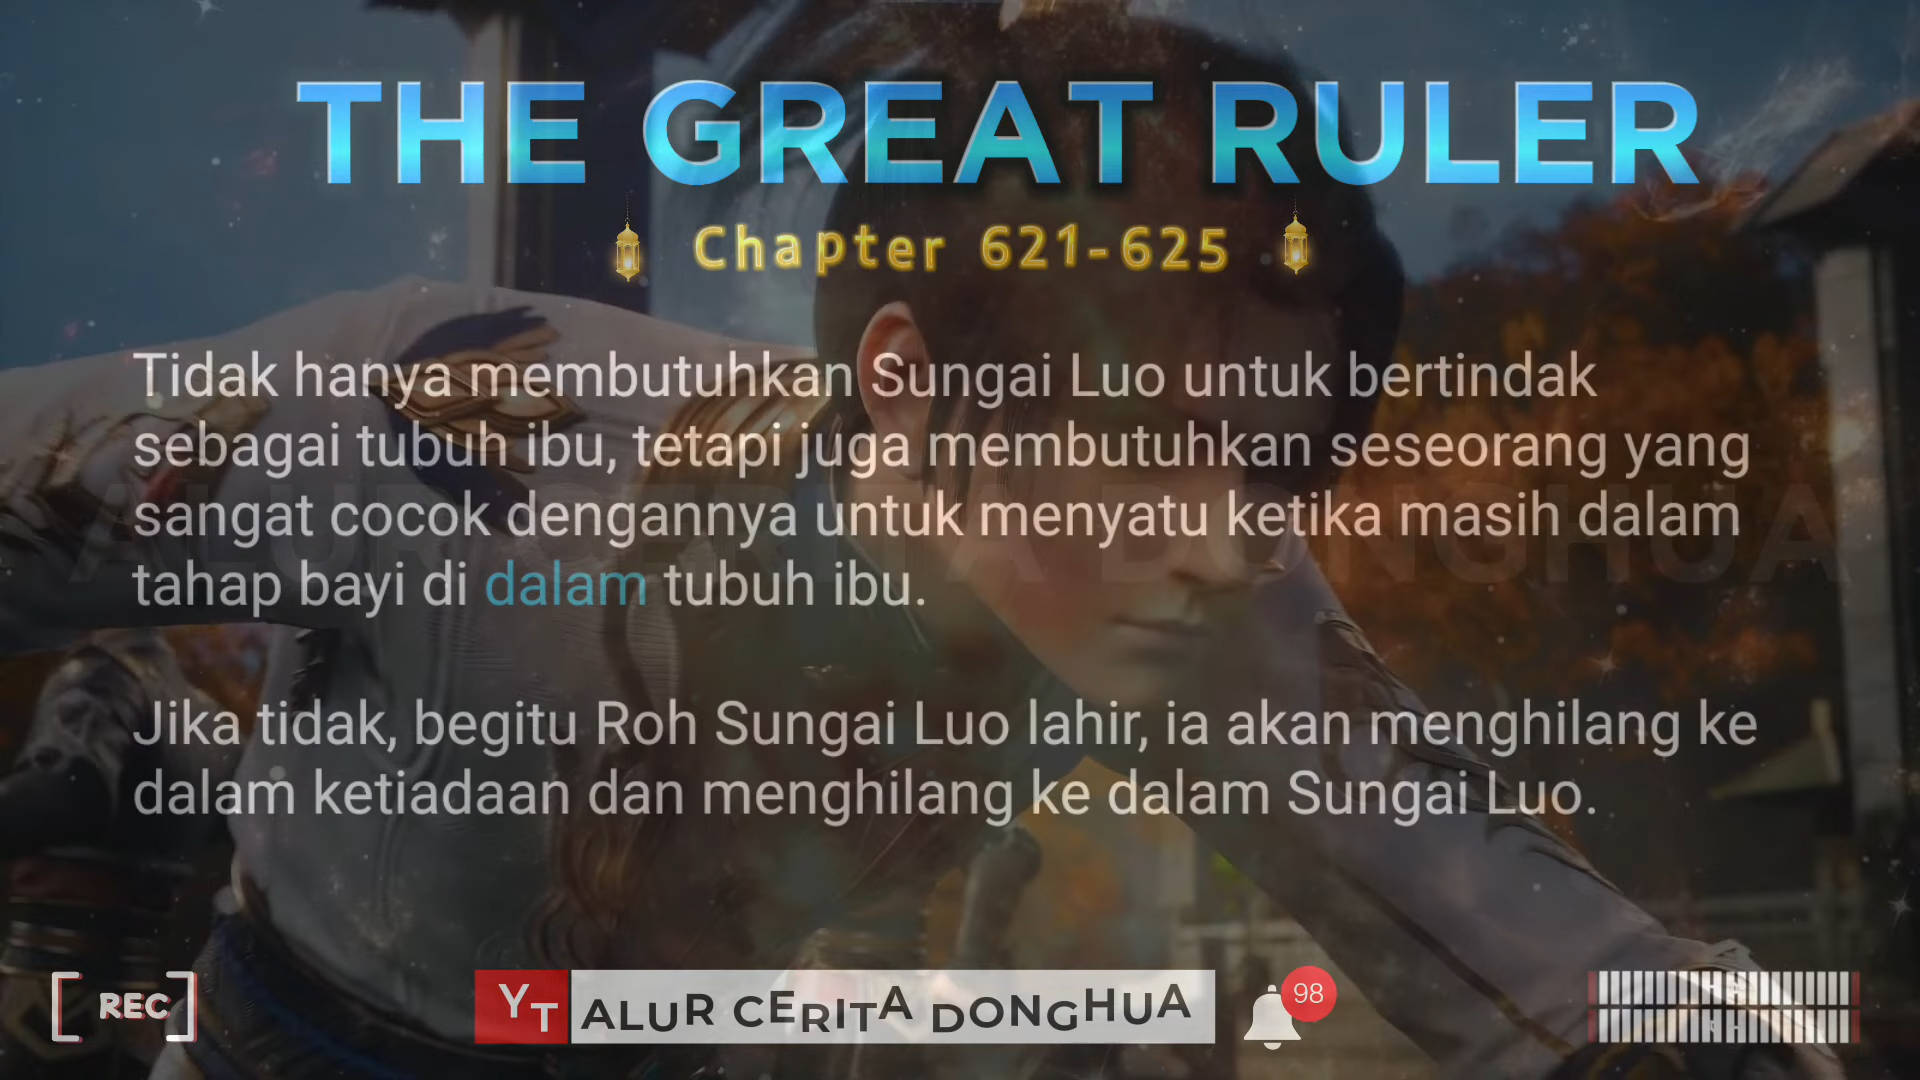 THE GREAT RULER
Chapter 621-625
Tidak hanya membutuhkan Sungai Luo untuk bertindak
sebagai tubuh ibu, tetapi juga membutuhkan seseorang yang
sangat cocok dengannya untuk menyatu ketika masih dalam
tahap bayi di dalam tubuh ibu.
ALUR CERITA DONGHUA
Jika tidak, begitu Roh Sungai Luo lahir, ia akan menghilang ke
dalam ketiadaan dan menghilang ke dalam Sungai Luo.
REC
YT ALUR CERITA DONGHUA
98